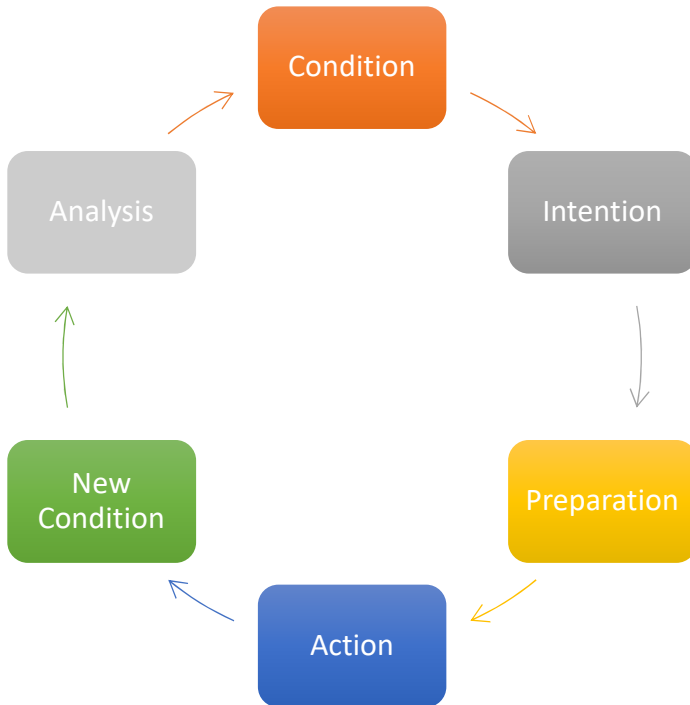 Condition
Intention
Preparation
Action
New
Condition
Analysis